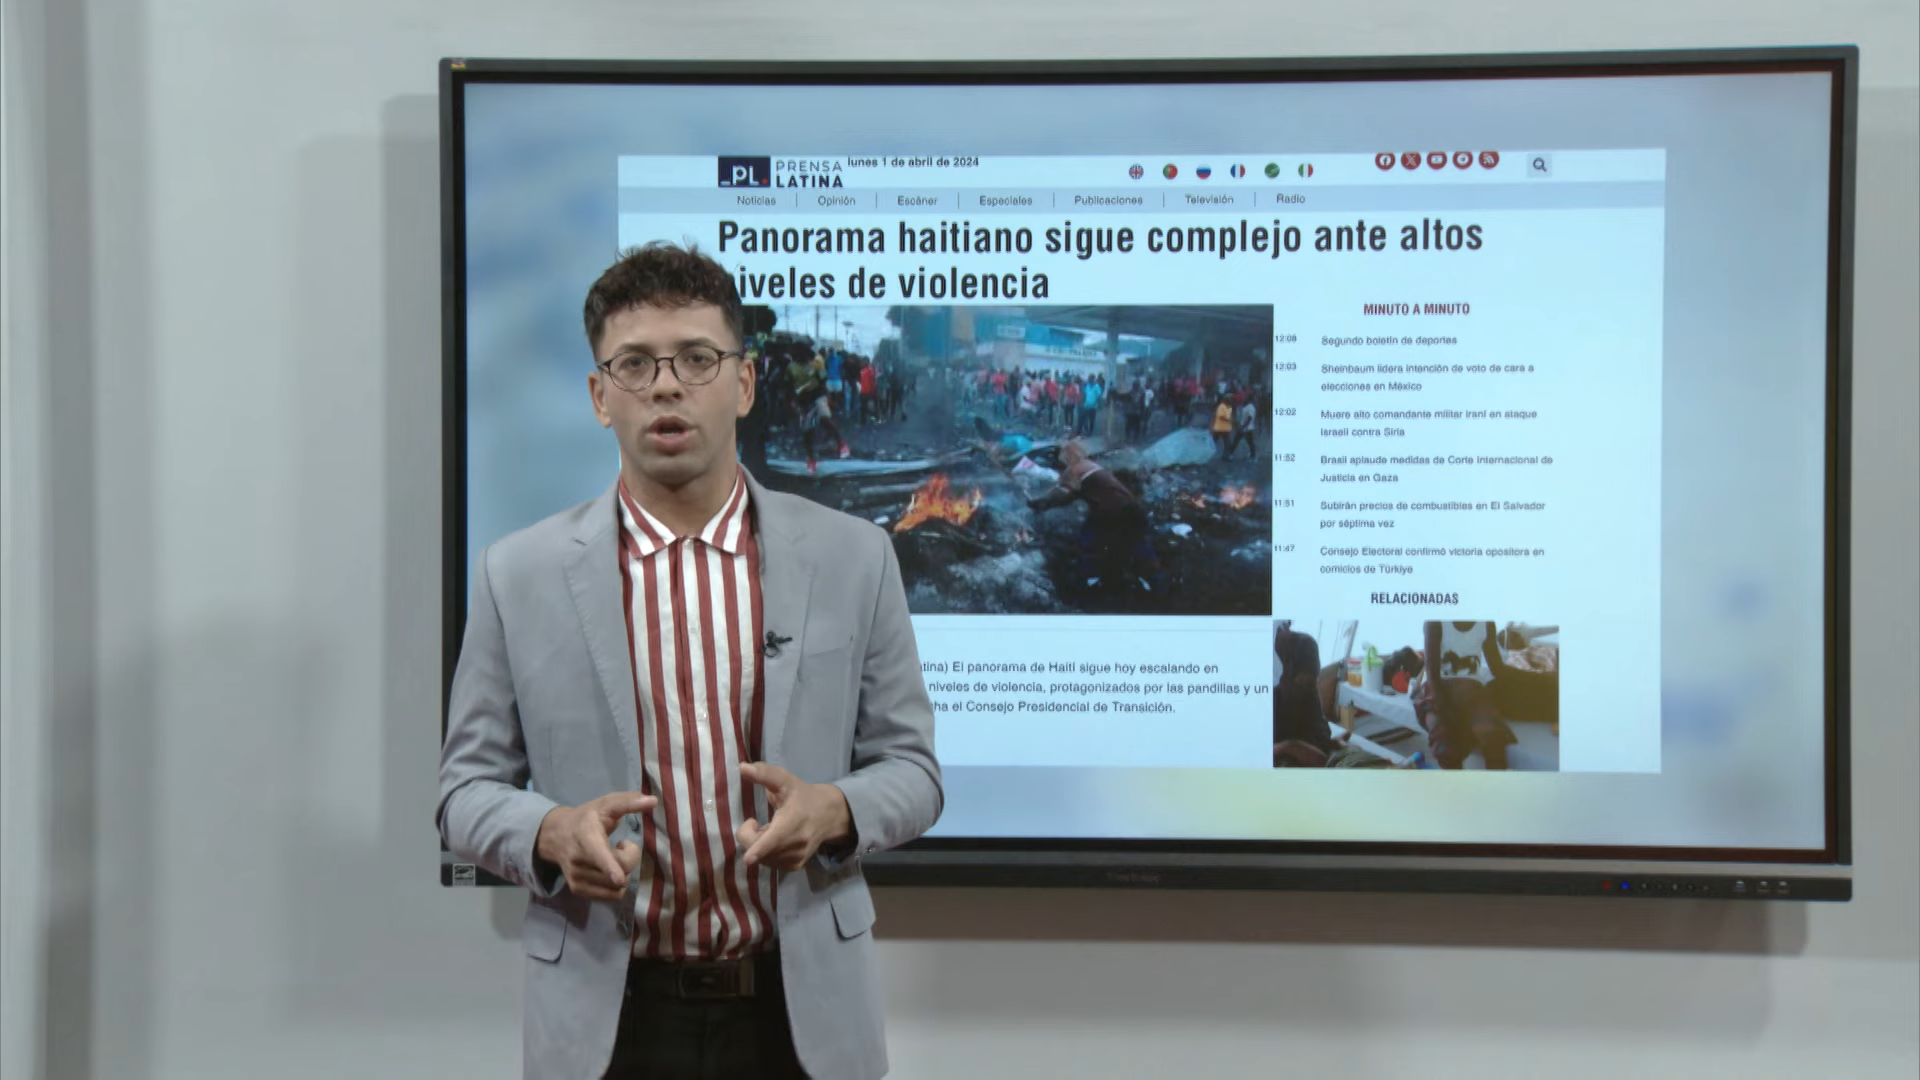 PL
PRENSA
LATINA
lunes 1 de abril de 2024
Noticias Opinión Escáner Especiales Publicaciones Televisión Radio
Panorama haitiano sigue complejo ante altos
iveles de violencia
MINUTO A MINUTO
12:08 Segundo boletín de deportes
12:03 Sheinbaum lidera intención de voto de cara a
elecciones en México
12:02 Muere alto comandante militar iraní en ataque
israelí contra Siria
11:52 Brasil aplaude medidas de Corte Internacional de
Justicia en Gaza
11:51 Subirán precios de combustibles en El Salvador
por séptima vez
11:47 Consejo Electoral confirmó victoria opositora en
comicios de Türkiye
RELACIONADAS
tina) El panorama de Haití sigue hoy escalando en
niveles de violencia, protagonizados por las pandillas y un
ha el Consejo Presidencial de Transición.